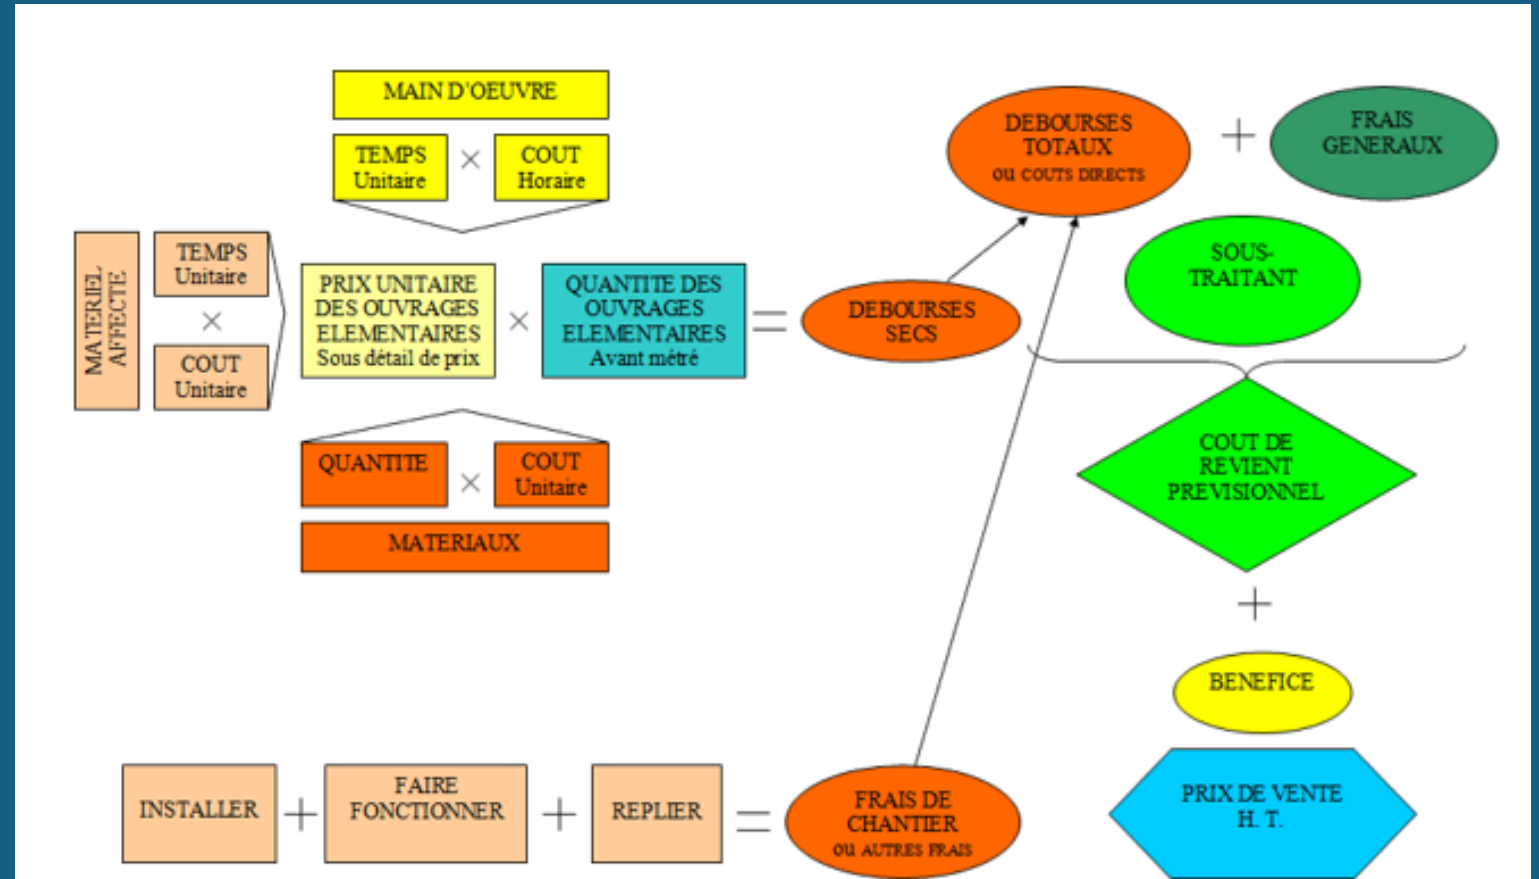 MAIN D'OEUVRE
TEMPS
Unitaire
×
COUT
Horaire
MATERIEL
AFFECTE
TEMPS
Unitaire
×
COUT
Unitaire
PRIX UNITAIRE
DES OUVRAGES
ELEMENTAIRES
Sous détail de prix
×
QUANTITE DES
OUVRAGES
ELEMENTAIRES
Avant métré
=
DEBOURSES
SECS
QUANTITE
×
COUT
Unitaire
MATERIAUX
DEBOURSES
TOTAUX
ou COUTS DIRECTS
+
FRAIS
GENERAUX
SOUS-
TRAITANT
COUT DE
REVIENT
PREVISIONNEL
+
BENEFICE
PRIX DE VENTE
H. T.
INSTALLER
+
FAIRE
FONCTIONNER
+
REPLIER
=
FRAIS DE
CHANTIER
ou AUTRES FRAIS